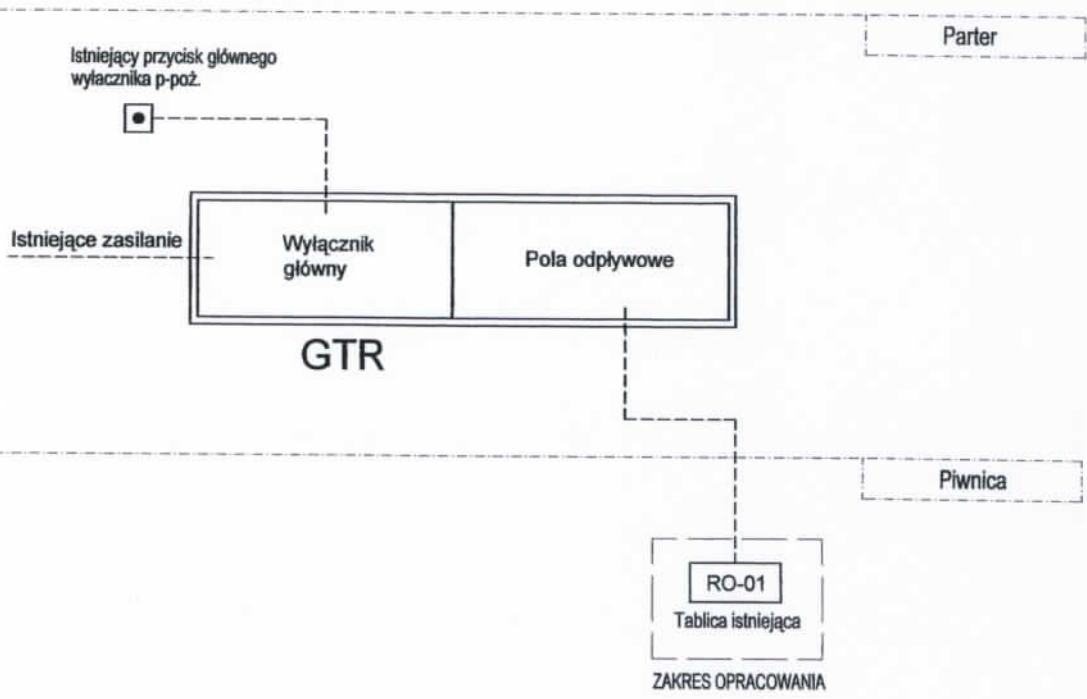 Parter
Istniejący przycisk głównego
wyłacznika p-poż.
Istniejące zasilanie
Wyłącznik
główny
Pola odpływowe
GTR
Piwnica
RO-01
Tablica istniejąca
ZAKRES OPRACOWANIA